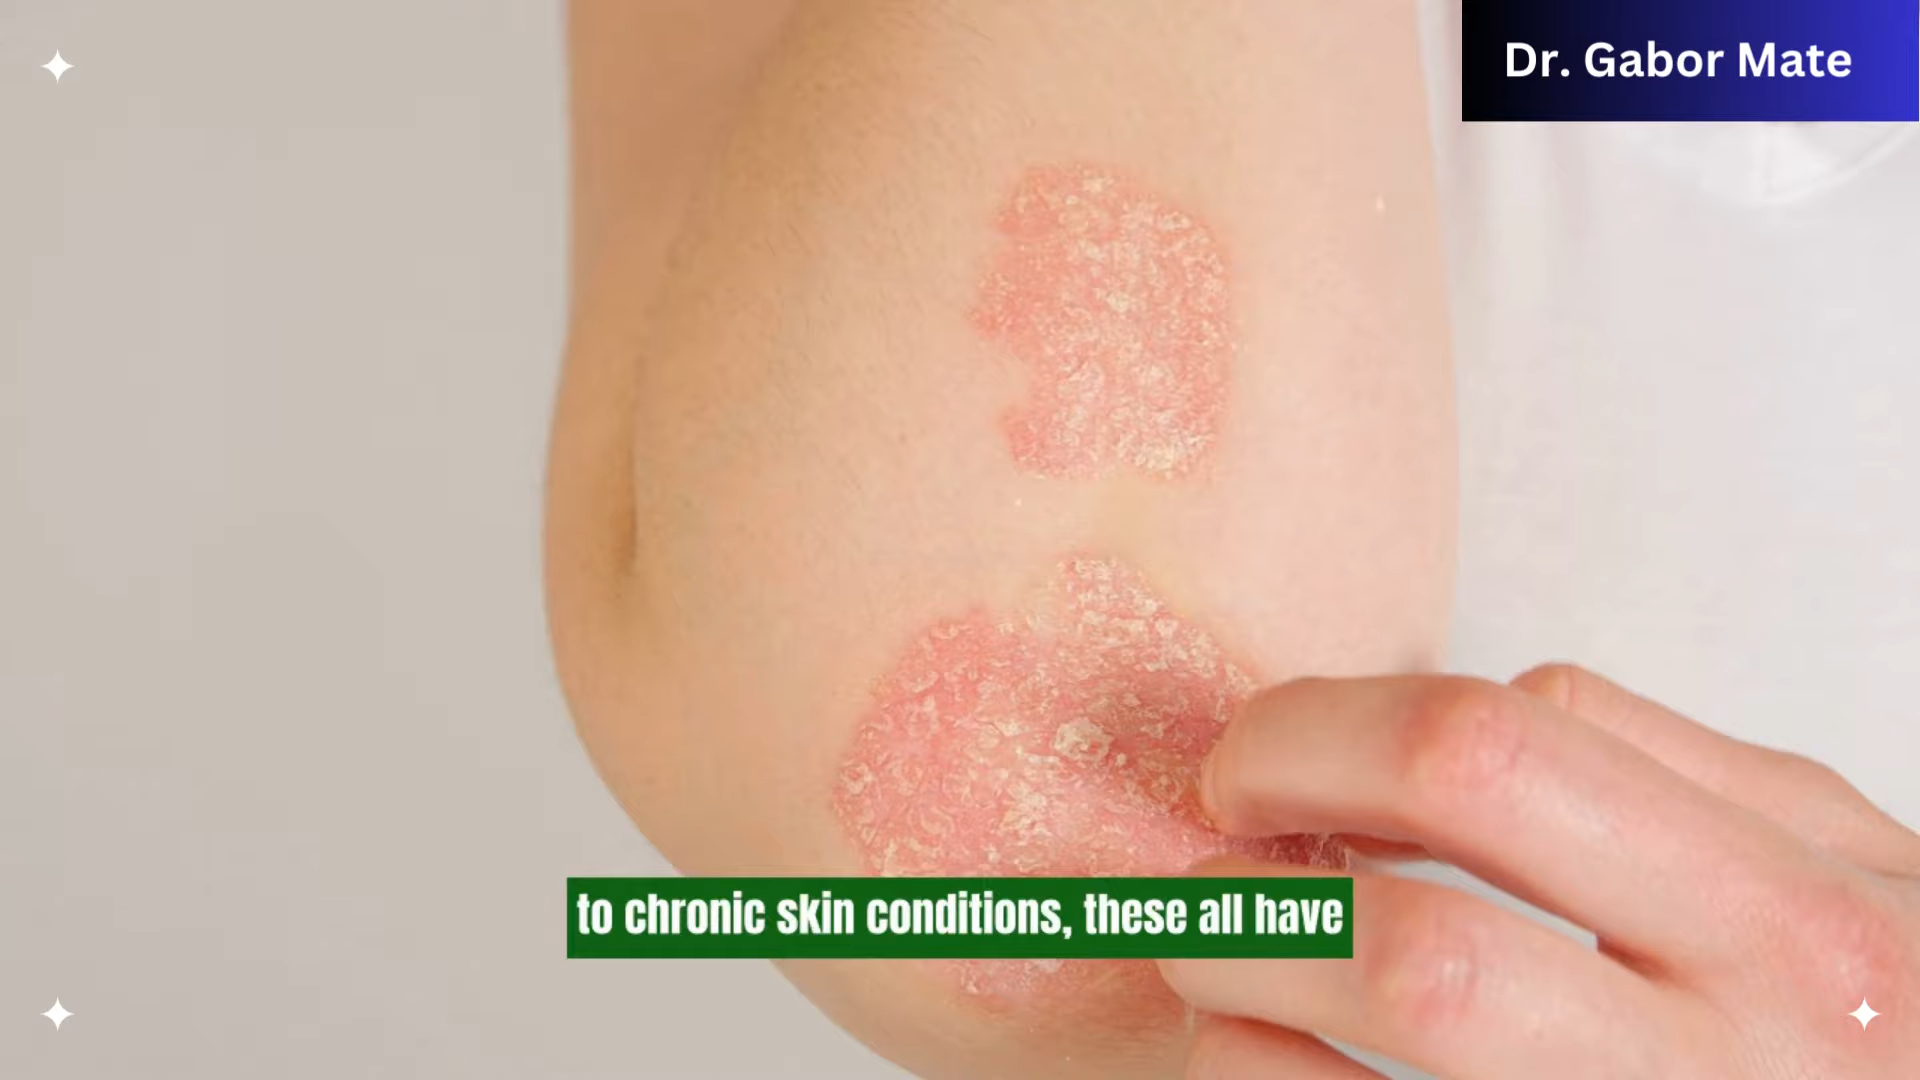 Dr. Gabor Mate
to chronic skin conditions, these all have